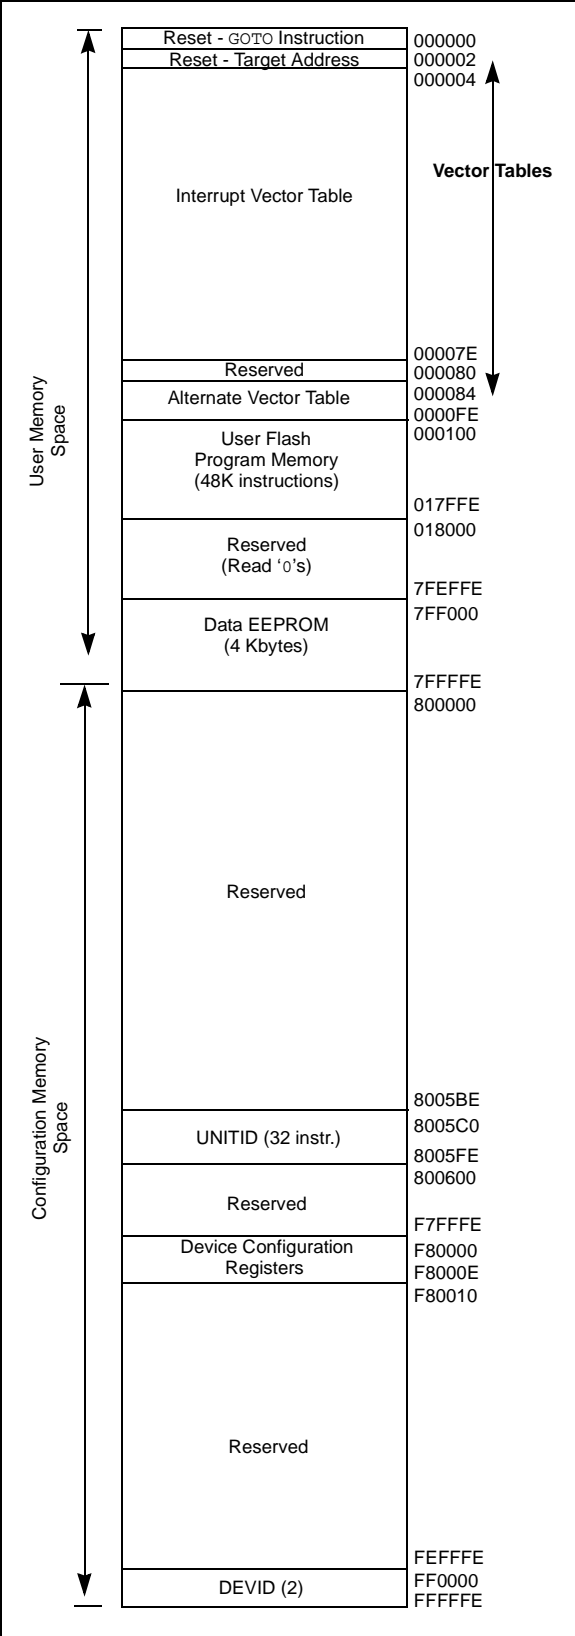 Reset - GOTO Instruction
000000
Reset - Target Address
000002
000004
Vector Tables
Interrupt Vector Table
00007E
Reserved
000080
Alternate Vector Table
000084
0000FE
User Memory
Space
User Flash
Program Memory
(48K instructions)
000100
017FFE
018000
Reserved
(Read ‘0’s)
7FEFFE
7FF000
Data EEPROM
(4 Kbytes)
7FFFFE
800000
Reserved
Configuration Memory
Space
8005BE
8005C0
UNITID (32 instr.)
8005FE
800600
Reserved
F7FFFE
Device Configuration
Registers
F80000
F8000E
F80010
Reserved
FEFFFE
FF0000
DEVID (2)
FFFFFE